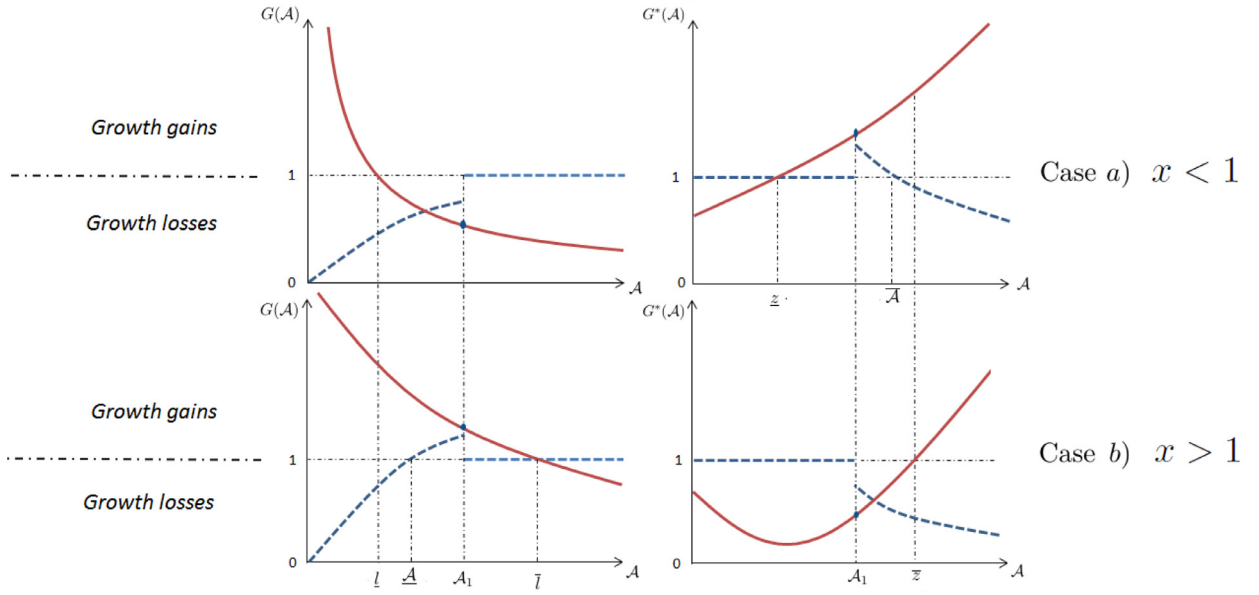 G(𝒜)
G*(𝒜)
Growth gains
1
1
Case a) x < 1
Growth losses
0
𝒜
0
z
𝒜
𝒜
G(𝒜)
G*(𝒜)
Growth gains
1
1
Case b) x > 1
Growth losses
0
l
𝒜
𝒜₁
l
𝒜
0
𝒜₁
z
𝒜